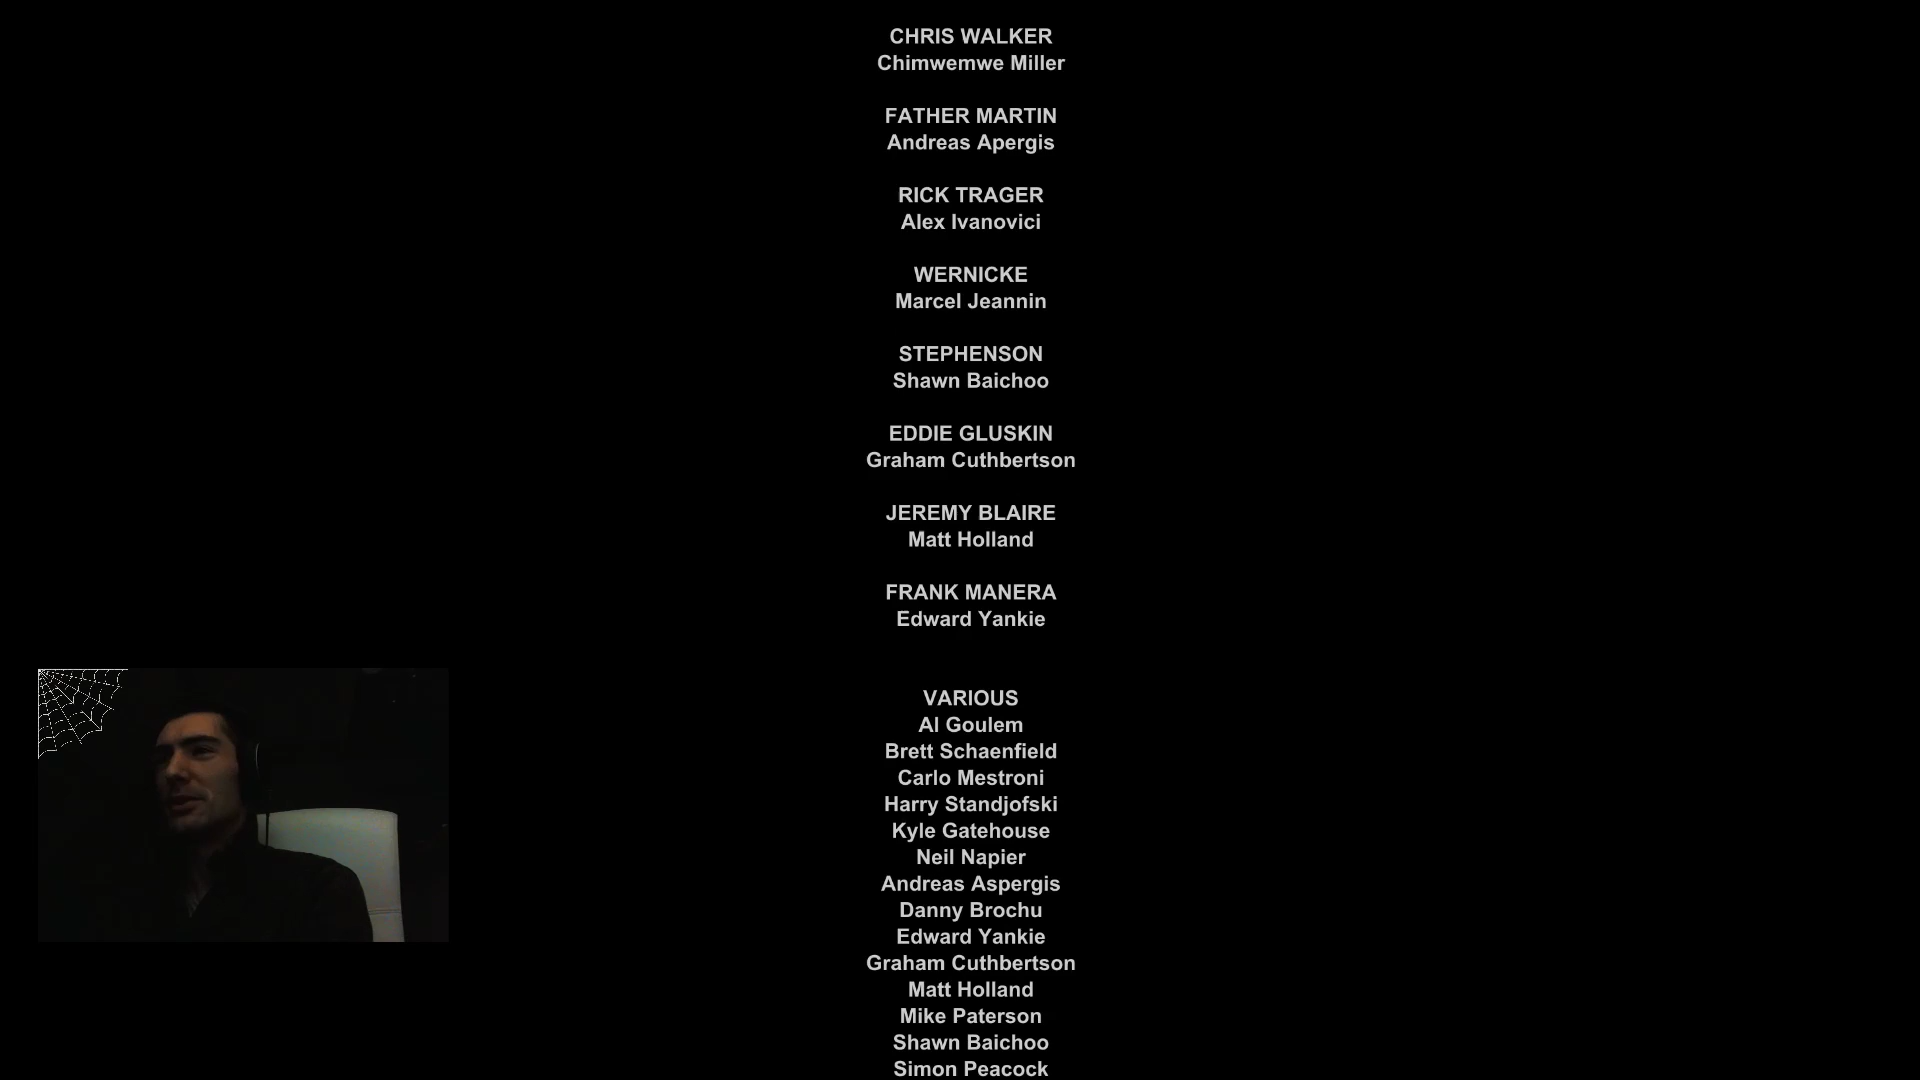 CHRIS WALKER
Chimwemwe Miller
FATHER MARTIN
Andreas Apergis
RICK TRAGER
Alex Ivanovici
WERNICKE
Marcel Jeannin
STEPHENSON
Shawn Baichoo
EDDIE GLUSKIN
Graham Cuthbertson
JEREMY BLAIRE
Matt Holland
FRANK MANERA
Edward Yankie
VARIOUS
Al Goulem
Brett Schaenfield
Carlo Mestroni
Harry Standjofski
Kyle Gatehouse
Neil Napier
Andreas Aspergis
Danny Brochu
Edward Yankie
Graham Cuthbertson
Matt Holland
Mike Paterson
Shawn Baichoo
Simon Peacock